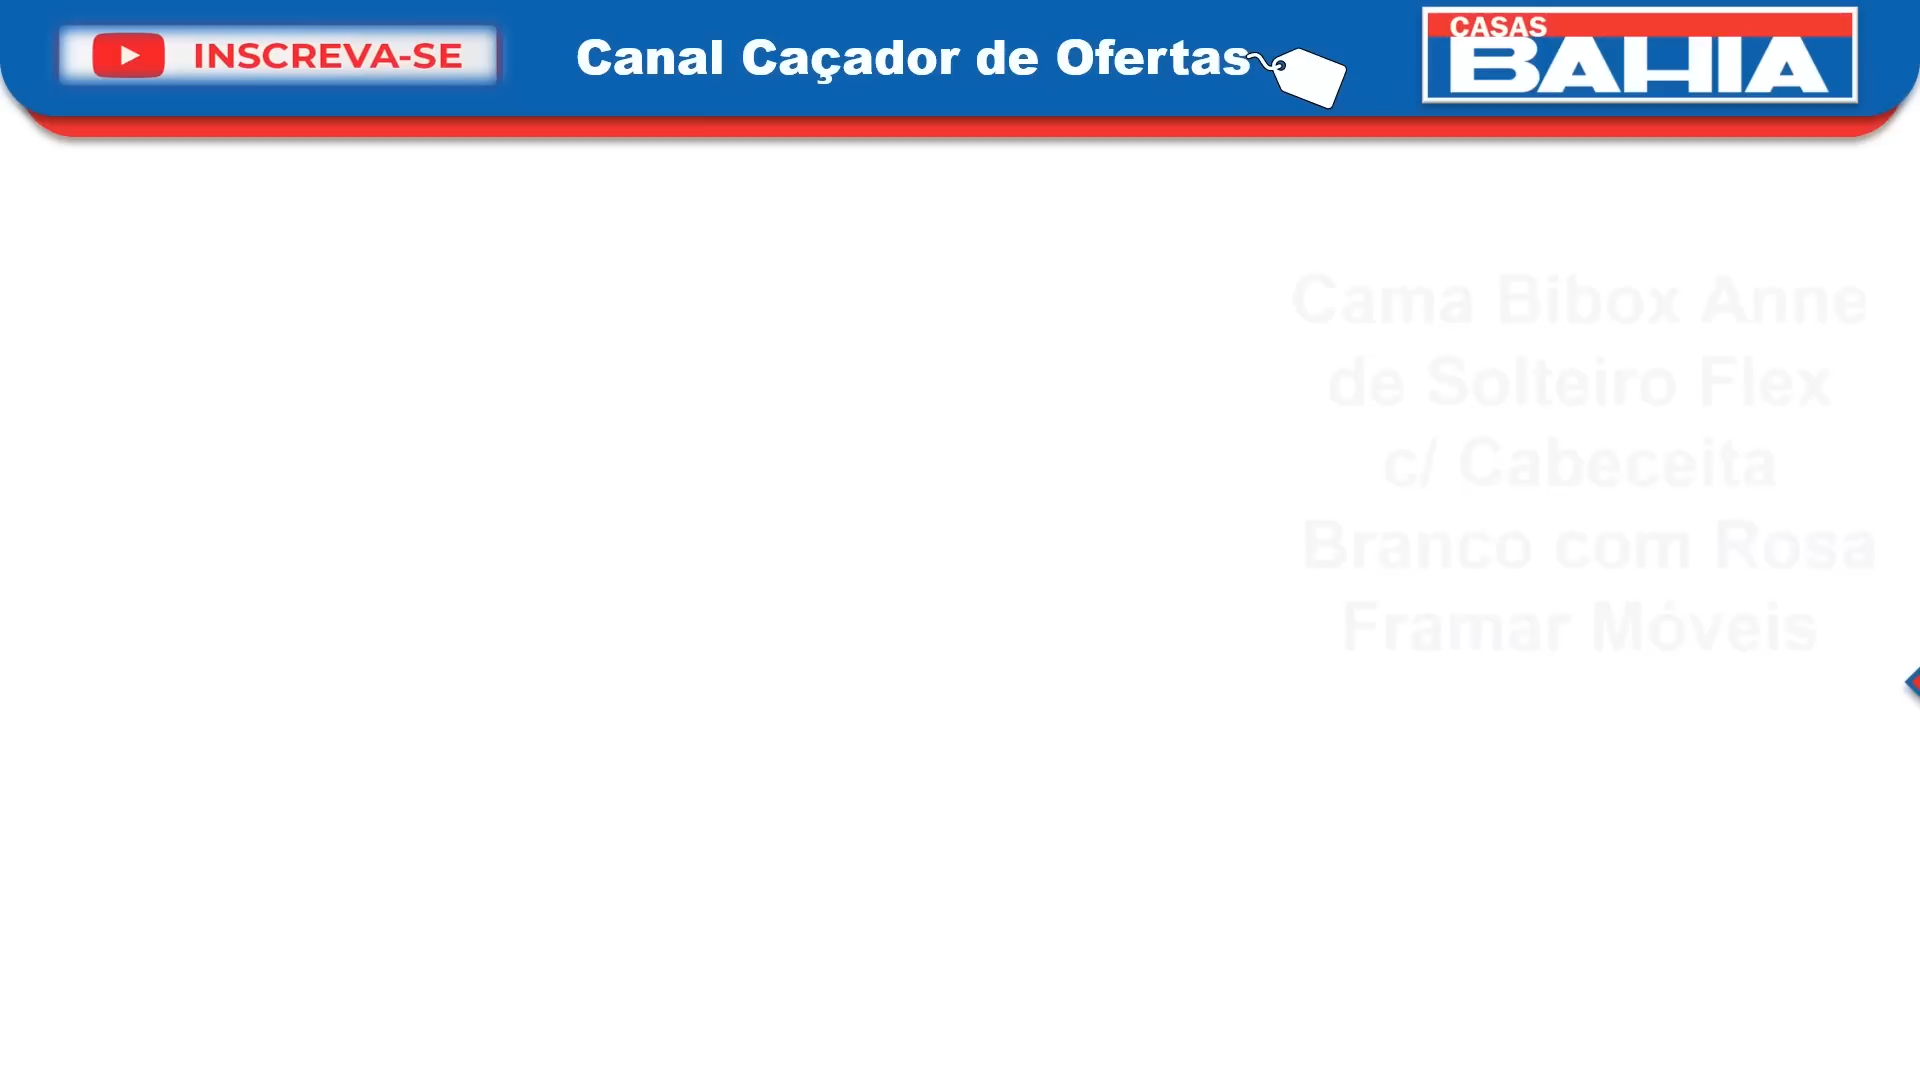 INSCREVA-SE
Canal Caçador de Ofertas
CASAS
BAHIA
Cama Bibox Anne
de Solteiro Flex
c/ Cabeceita
Branco com Rosa
Framar Móveis